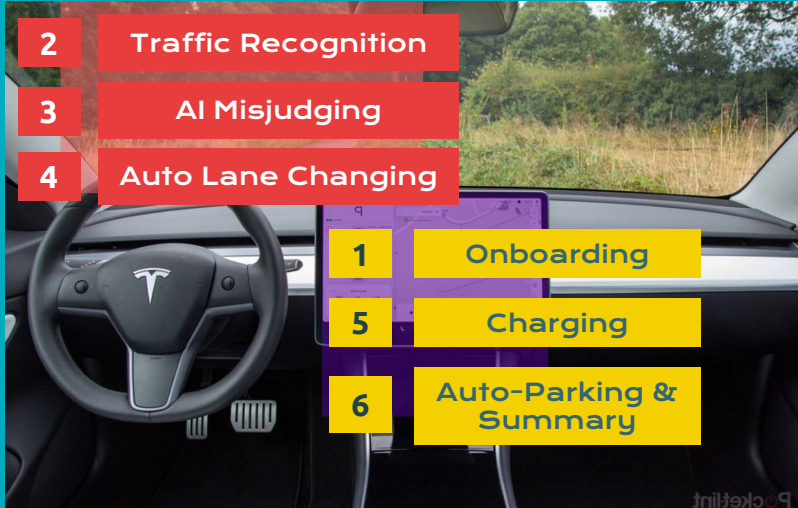 2 Traffic Recognition
3 AI Misjudging
4 Auto Lane Changing
1 Onboarding
5 Charging
6 Auto-Parking &
Summary
Pocketlint